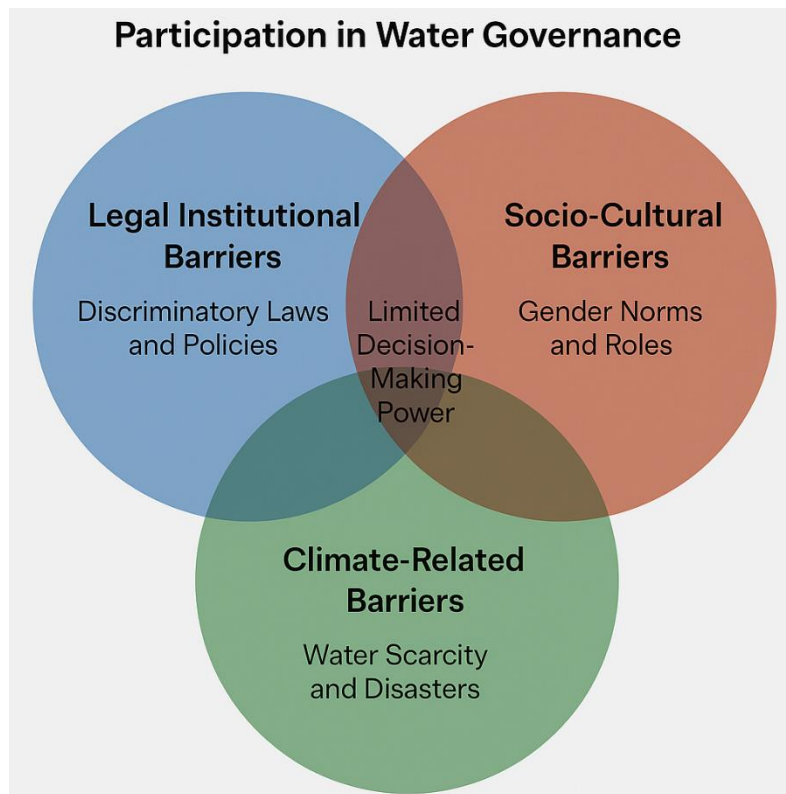 Participation in Water Governance
Legal Institutional
Barriers
Discriminatory Laws
and Policies
Limited
Decision-
Making
Power
Socio-Cultural
Barriers
Gender Norms
and Roles
Climate-Related
Barriers
Water Scarcity
and Disasters